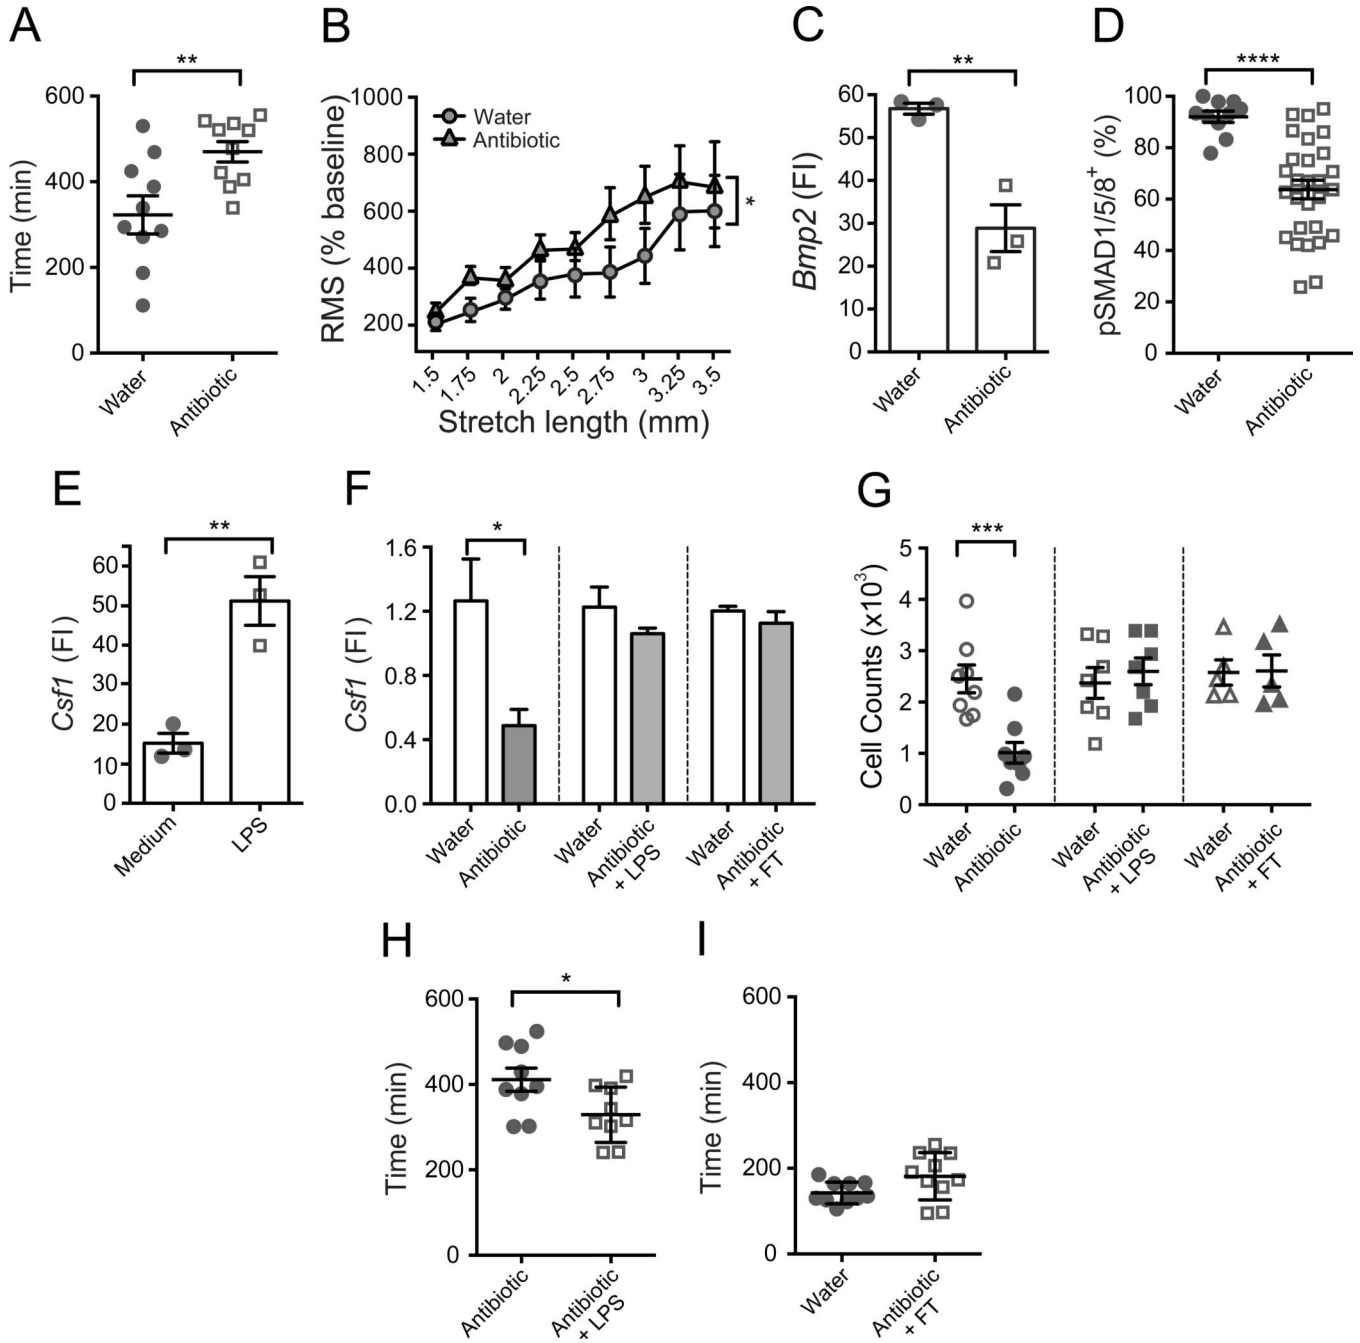 A
**
Time (min)
600
400
200
0
Water
Antibiotic
B
Water
Antibiotic
RMS (% baseline)
1000
800
600
400
200
*
1.5
1.75
2
2.25
2.5
2.75
3
3.25
3.5
Stretch length (mm)
C
**
Bmp2 (FI)
60
50
40
30
20
10
0
Water
Antibiotic
D
****
pSMAD1/5/8+ (%)
100
80
60
40
20
0
Water
Antibiotic
E
**
Csf1 (FI)
60
50
40
30
20
10
0
Medium
LPS
F
*
Csf1 (FI)
1.6
1.2
0.8
0.4
0.0
Water
Antibiotic
Water
Antibiotic
+ LPS
Water
Antibiotic
+ FT
G
***
Cell Counts (x10³)
5
4
3
2
1
0
Water
Antibiotic
Water
Antibiotic
+ LPS
Water
Antibiotic
+ FT
H
*
Time (min)
600
400
200
0
Antibiotic
Antibiotic
+ LPS
I
Time (min)
600
400
200
0
Water
Antibiotic
+ FT